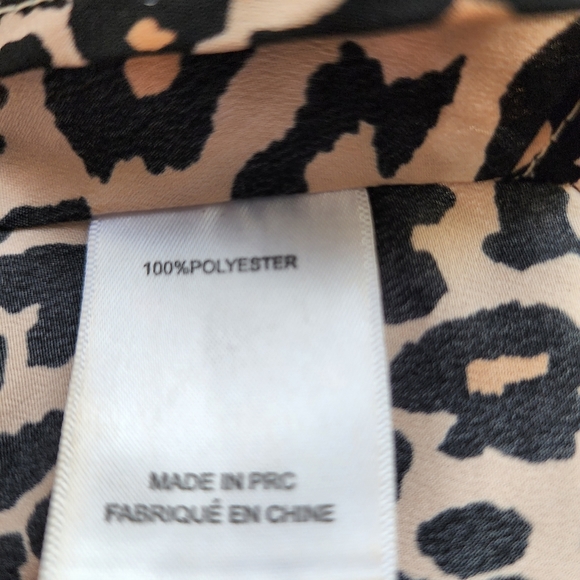 100%POLYESTER
MADE IN PRC
FABRIQUÉ EN CHINE